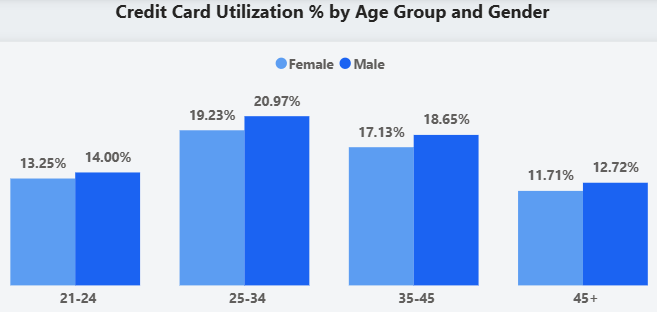 Credit Card Utilization % by Age Group and Gender
Female Male
13.25% 14.00% 19.23% 20.97% 17.13% 18.65% 11.71% 12.72%
21-24 25-34 35-45 45+